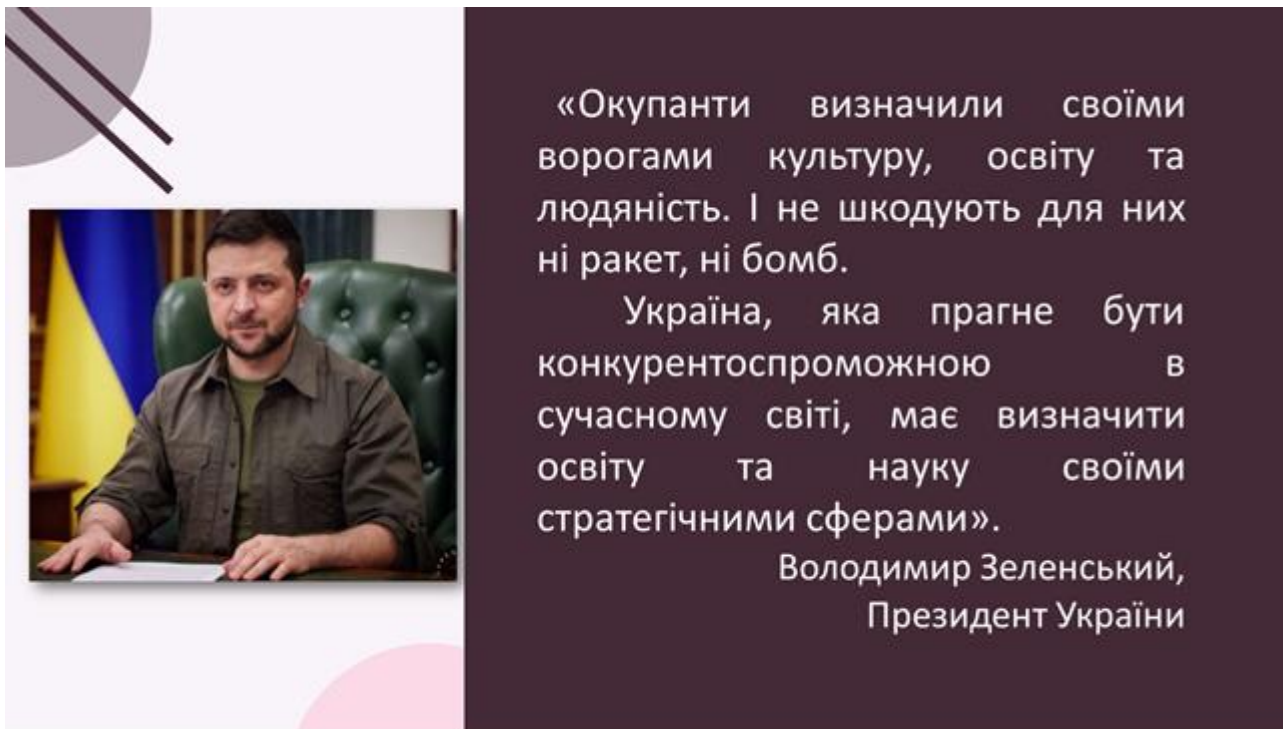 «Окупанти визначили своїми
ворогами культуру, освіту та
людяність. І не шкодують для них
ні ракет, ні бомб.
Україна, яка прагне бути
конкурентоспроможною в
сучасному світі, має визначити
освіту та науку своїми
стратегічними сферами».
Володимир Зеленський,
Президент України